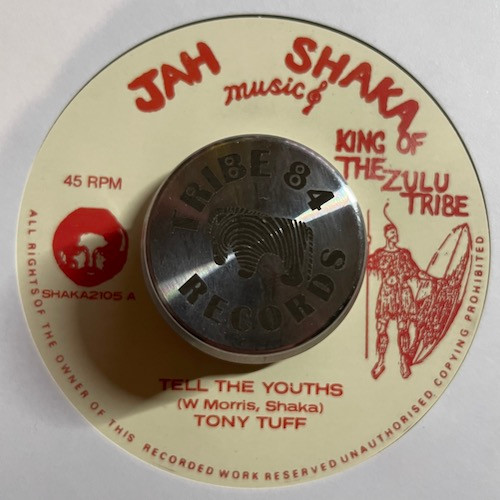 JAH SHAKA
music
KING OF
THE ZULU
TRIBE
45 RPM
TRIBE 84
RECORDS
SHAKA2105 A
TELL THE YOUTHS
(W Morris, Shaka)
TONY TUFF
ALL RIGHTS OF THE OWNER OF THIS RECORDED WORK RESERVED UNAUTHORISED COPYING PROHIBITED